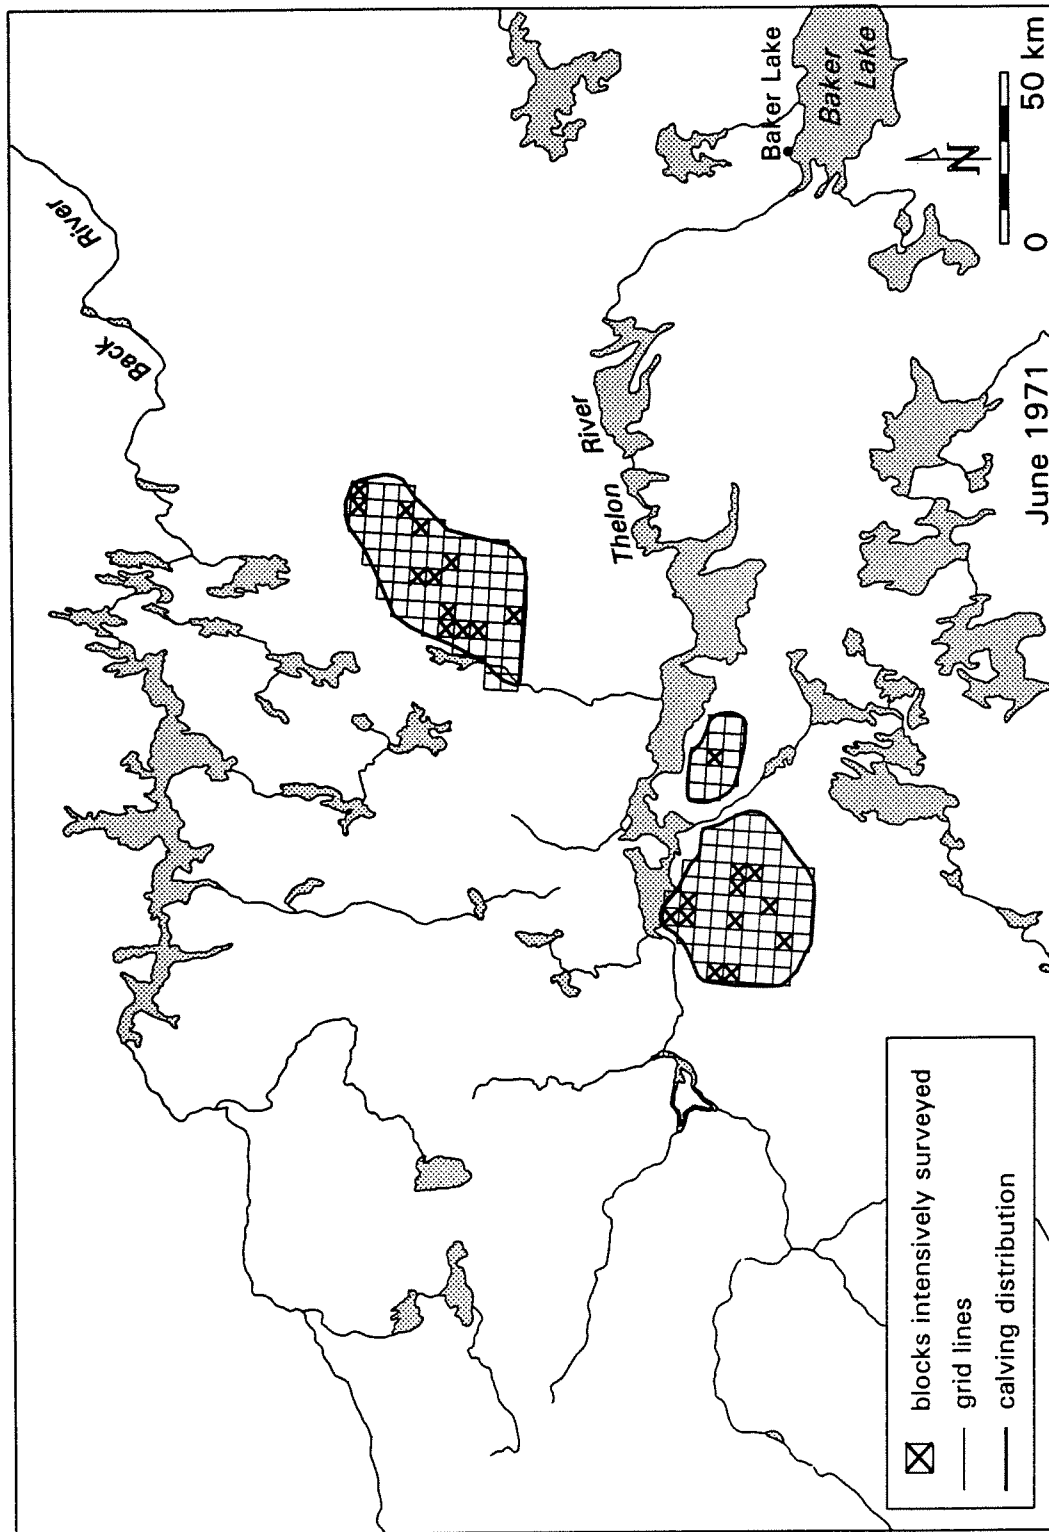 Back
River
Thelon
River
Baker Lake
Baker
Lake
N
0
50 km
June 1971
blocks intensively surveyed
grid lines
calving distribution